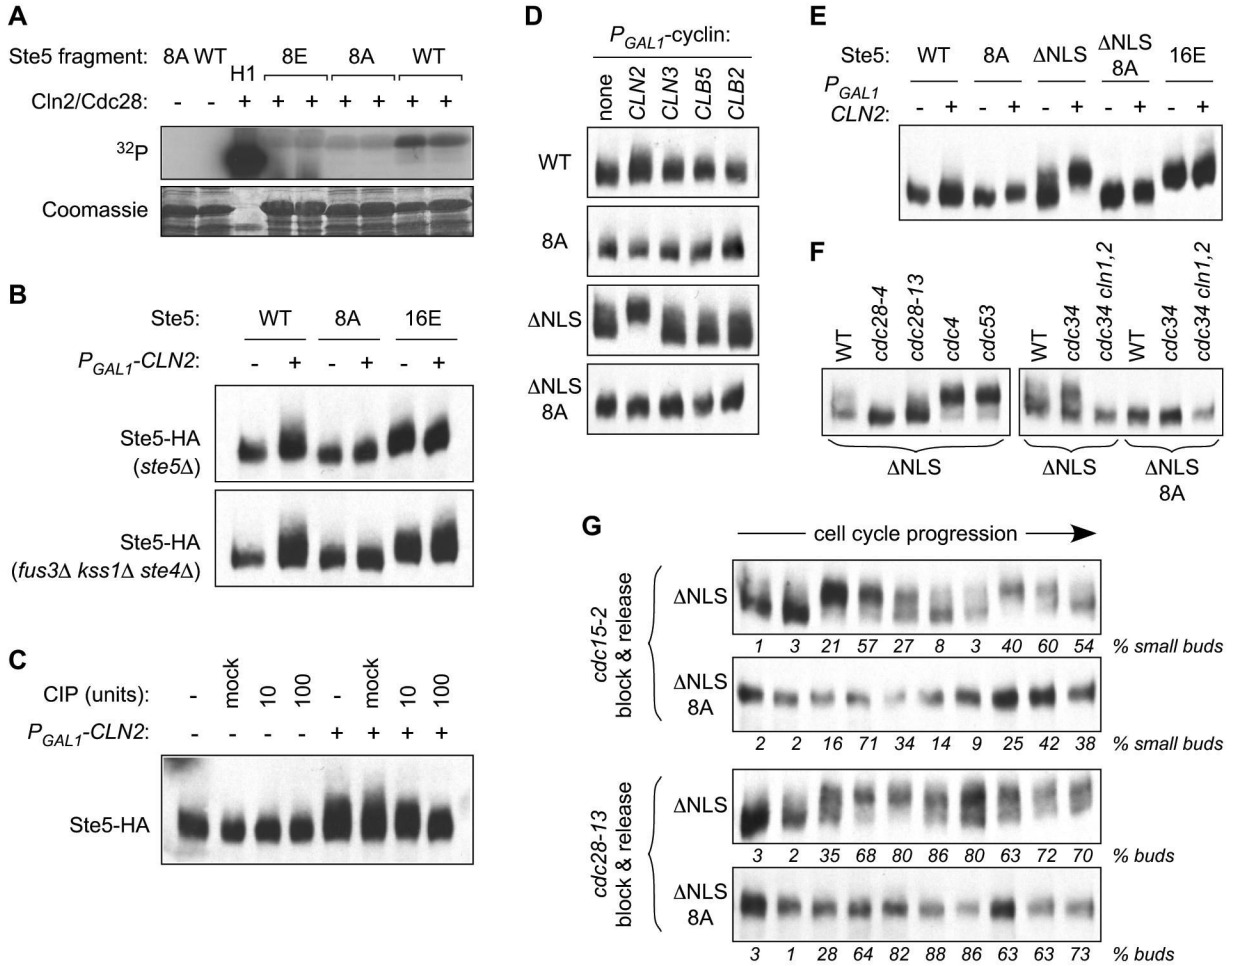 A
Ste5 fragment: 8A WT H1 8E 8A WT
Cln2/Cdc28: - - + + + + + + +
32P
Coomassie
B
Ste5: WT 8A 16E
PGAL1-CLN2: - + - + - +
Ste5-HA
(ste5Δ)
Ste5-HA
(fus3Δ kss1Δ ste4Δ)
C
CIP (units): - mock 10 100 - mock 10 100
PGAL1-CLN2: - - - - + + + +
Ste5-HA
D
PGAL1-cyclin:
none CLN2 CLN3 CLB5 CLB2
WT
8A
ΔNLS
ΔNLS
8A
E
Ste5: WT 8A ΔNLS ΔNLS 8A 16E
PGAL1
CLN2: - + - + - + - + - +
F
WT cdc28-4 cdc28-13 cdc4 cdc53 WT cdc34 cdc34 cln1,2 WT cdc34 cdc34 cln1,2
ΔNLS ΔNLS ΔNLS
8A
G
cell cycle progression
cdc15-2
block & release
ΔNLS
1 3 21 57 27 8 3 40 60 54 % small buds
ΔNLS
8A
2 2 16 71 34 14 9 25 42 38 % small buds
cdc28-13
block & release
ΔNLS
3 2 35 68 80 86 80 63 72 70 % buds
ΔNLS
8A
3 1 28 64 82 88 86 63 63 73 % buds